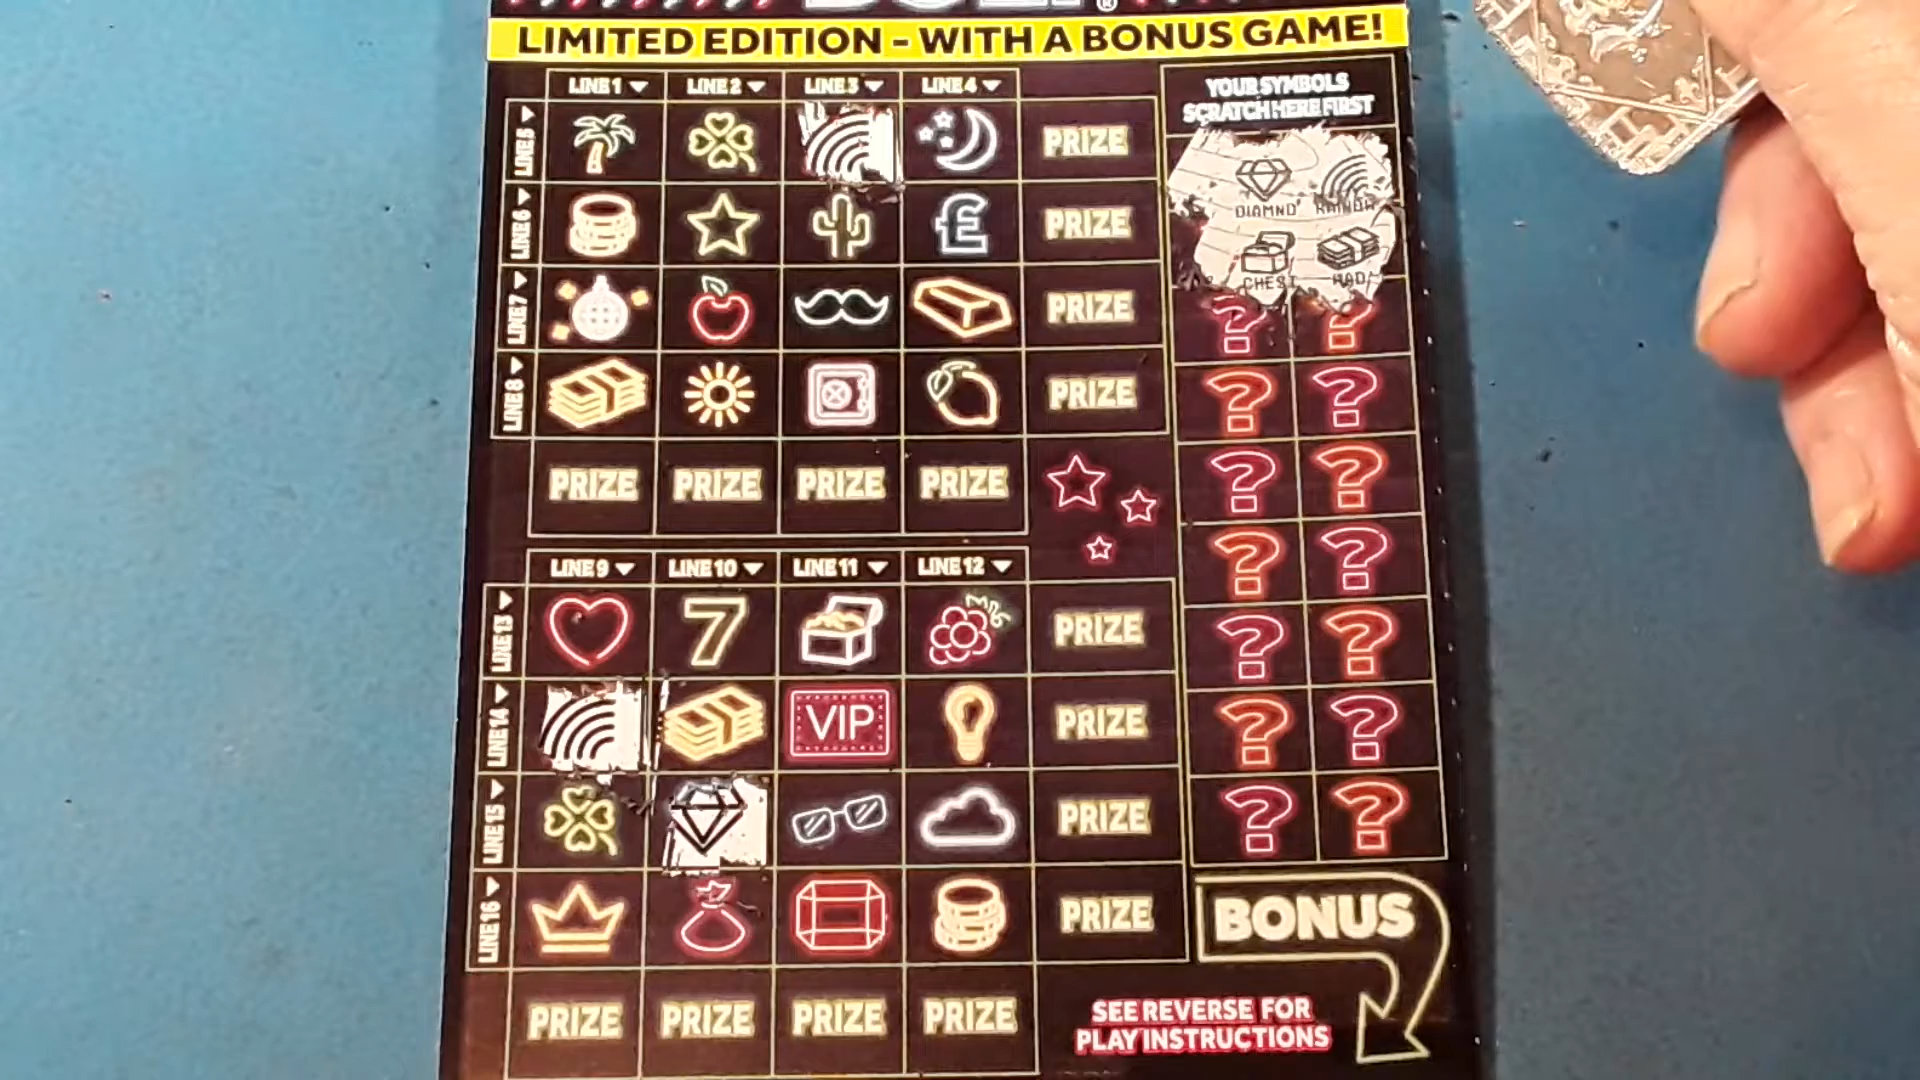 LIMITED EDITION - WITH A BONUS GAME!
LINE 1 LINE 2 LINE 3 LINE 4
YOUR SYMBOLS
SCRATCH HERE FIRST
LINE 5
PRIZE
DIAMND
LINE 6
£
PRIZE
CHEST
LINE 7
PRIZE
? ?
LINE 8
PRIZE
? ?
PRIZE PRIZE PRIZE PRIZE
? ?
LINE 9 LINE 10 LINE 11 LINE 12
? ?
LINE 13
7
PRIZE
? ?
LINE 14
VIP
PRIZE
? ?
LINE 15
PRIZE
? ?
LINE 16
PRIZE
BONUS
PRIZE PRIZE PRIZE PRIZE
SEE REVERSE FOR
PLAY INSTRUCTIONS